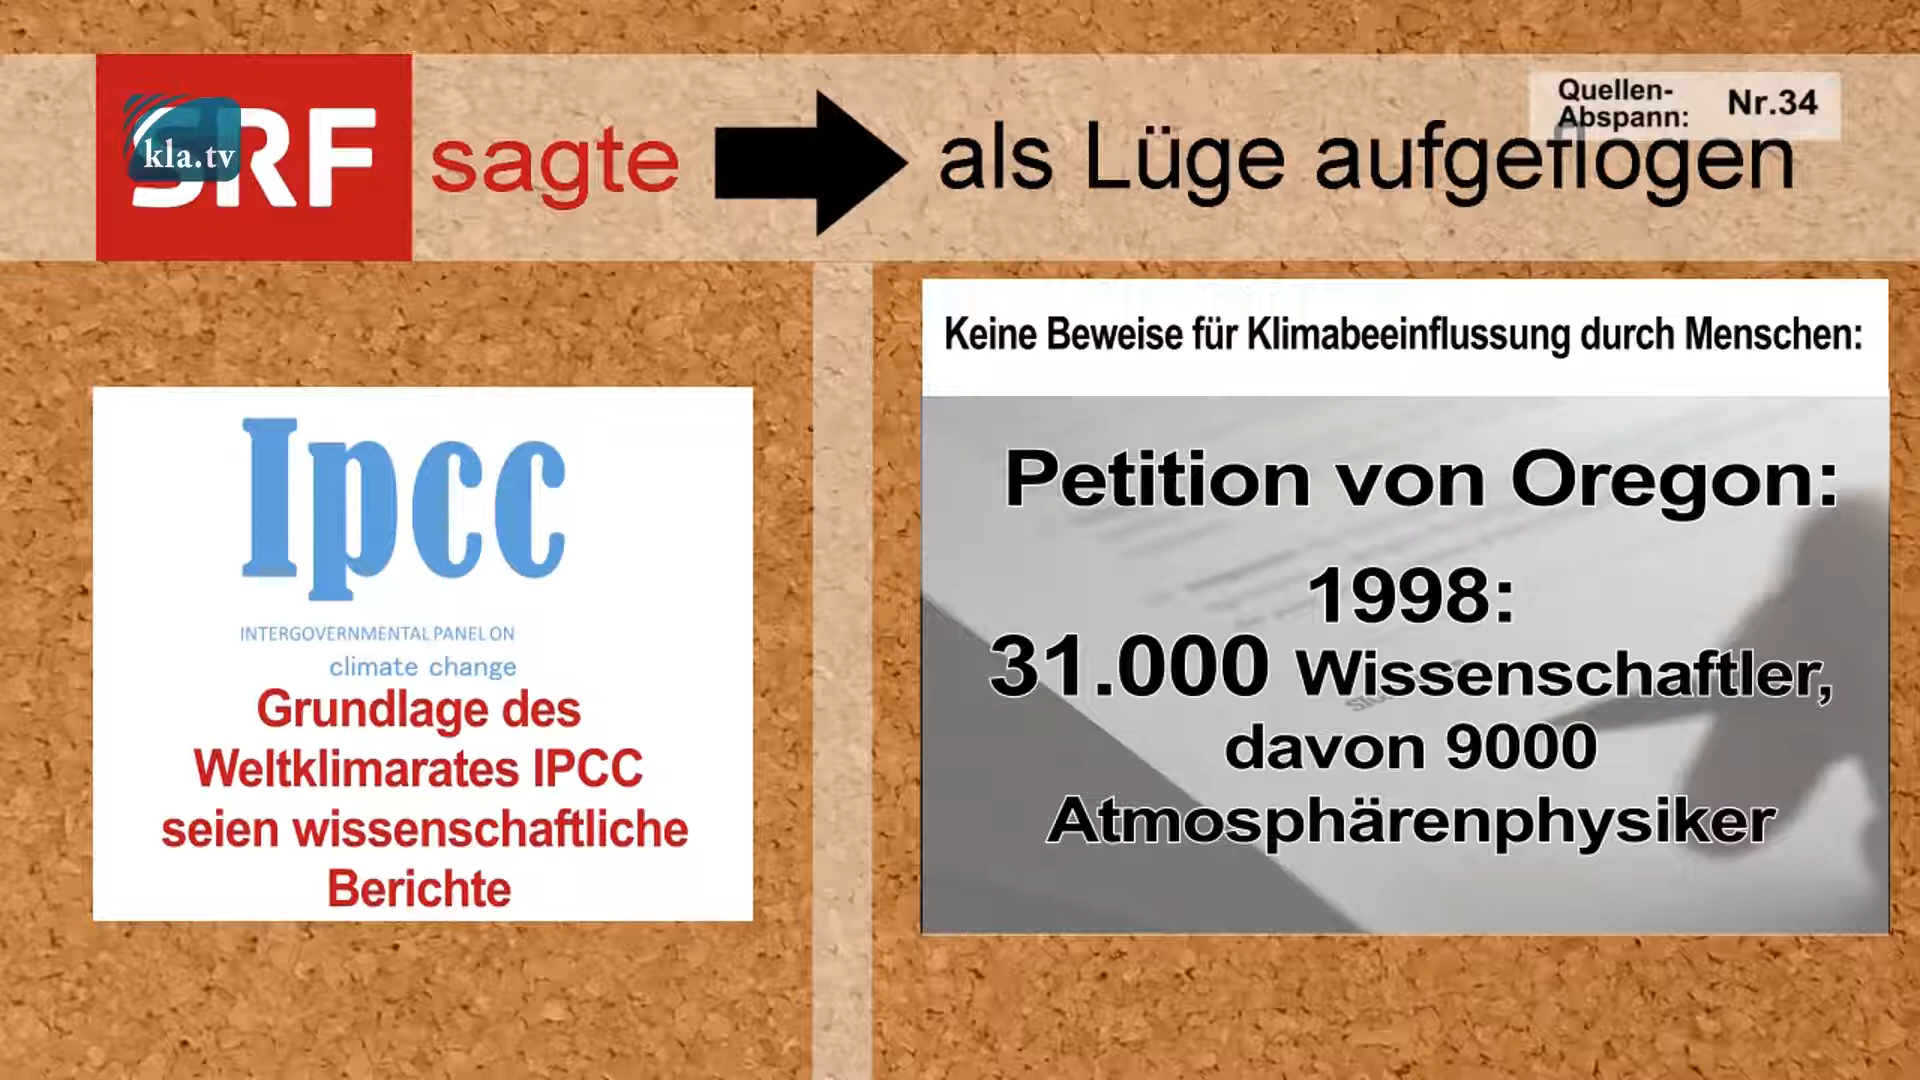 SRF
kla.tv
sagte
als Lüge aufgeflogen
Quellen-
Abspann:
Nr.34
Ipcc
INTERGOVERNMENTAL PANEL ON
climate change
Grundlage des
Weltklimarates IPCC
seien wissenschaftliche
Berichte
Keine Beweise für Klimabeeinflussung durch Menschen:
Petition von Oregon:
1998:
31.000 Wissenschaftler,
davon 9000
Atmosphärenphysiker